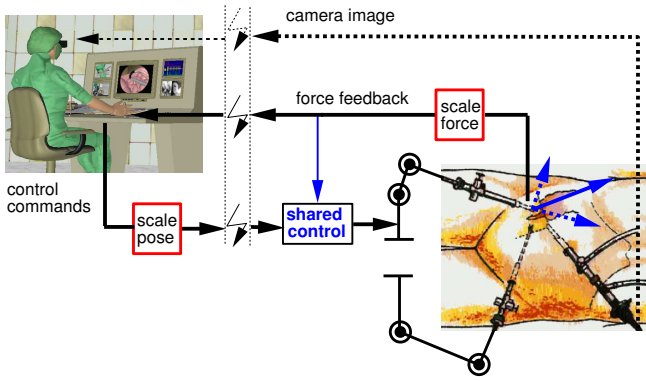 camera image
force feedback
scale
force
control
commands
scale
pose
shared
control